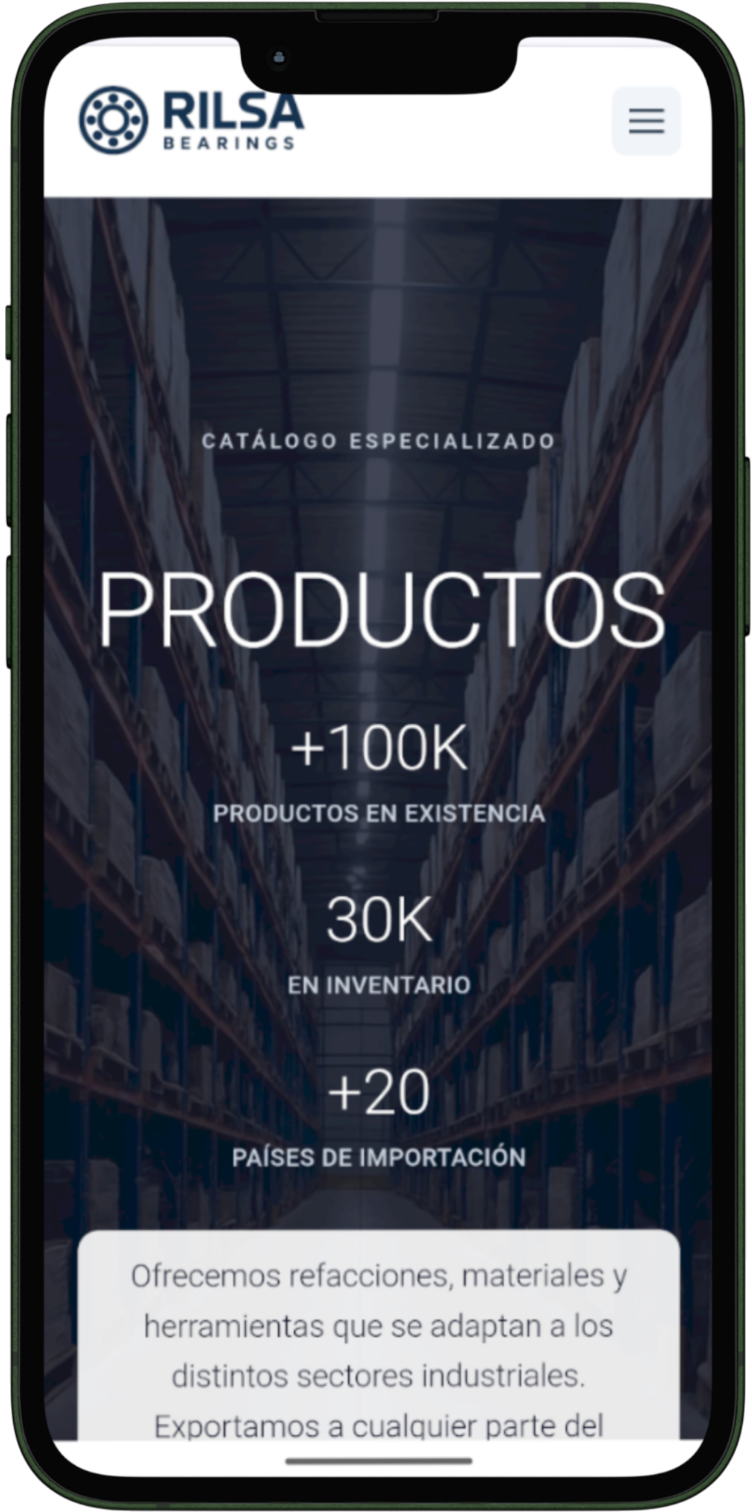 RILSA
BEARINGS
CATÁLOGO ESPECIALIZADO
PRODUCTOS
+100K
PRODUCTOS EN EXISTENCIA
30K
EN INVENTARIO
+20
PAÍSES DE IMPORTACIÓN
Ofrecemos refacciones, materiales y
herramientas que se adaptan a los
distintos sectores industriales.
Exportamos a cualquier parte del